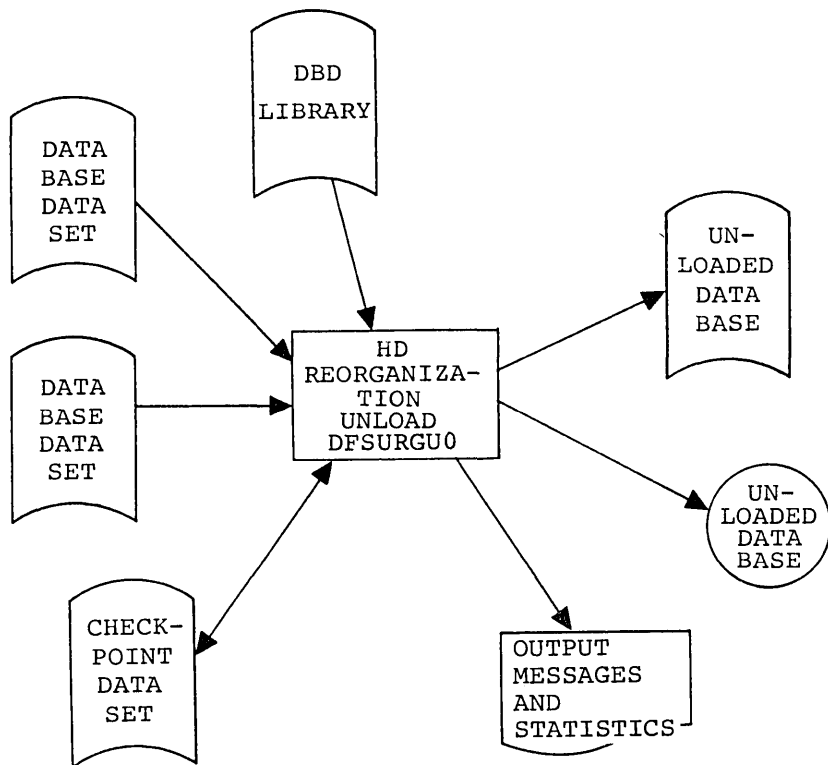 DBD
LIBRARY
DATA
BASE
DATA
SET
UN-
LOADED
DATA
BASE
HD
REORGANIZA-
TION
UNLOAD
DFSURGU0
DATA
BASE
DATA
SET
UN-
LOADED
DATA
BASE
CHECK-
POINT
DATA
SET
OUTPUT
MESSAGES
AND
STATISTICS